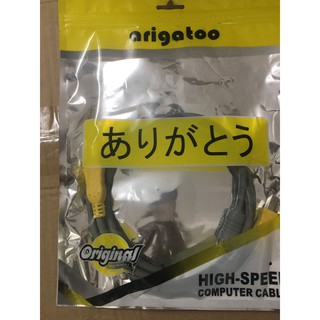 arigatoo
ありがとう
Original
HIGH-SPEED
COMPUTER CABLE